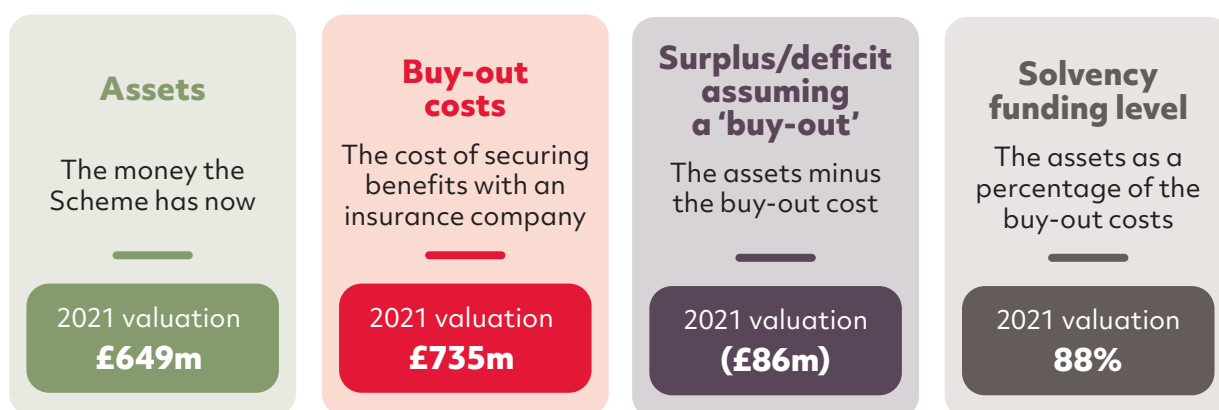 Assets
The money the
Scheme has now
2021 valuation
£649m
Buy-out
costs
The cost of securing
benefits with an
insurance company
2021 valuation
£735m
Surplus/deficit
assuming
a ‘buy-out’
The assets minus
the buy-out cost
2021 valuation
(£86m)
Solvency
funding level
The assets as a
percentage of the
buy-out costs
2021 valuation
88%